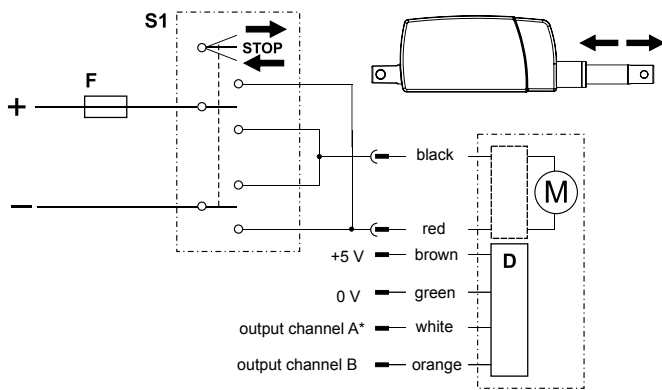 S1
STOP
F
+
−
black
M
red
+5 V brown
D
0 V green
output channel A* white
output channel B orange